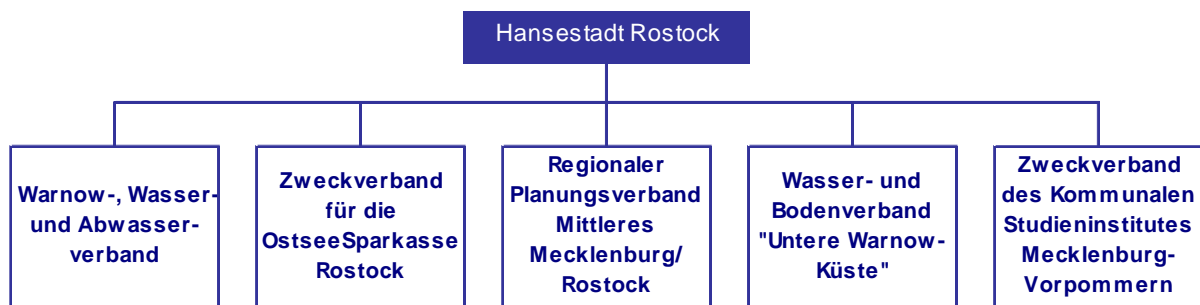 Hansestadt Rostock
Warnow-, Wasser-
und Abwasser-
verband
Zweckverband
für die
OstseeSparkasse
Rostock
Regionaler
Planungsverband
Mittleres
Mecklenburg/
Rostock
Wasser- und
Bodenverband
"Untere Warnow-
Küste"
Zweckverband
des Kommunalen
Studieninstitutes
Mecklenburg-
Vorpommern